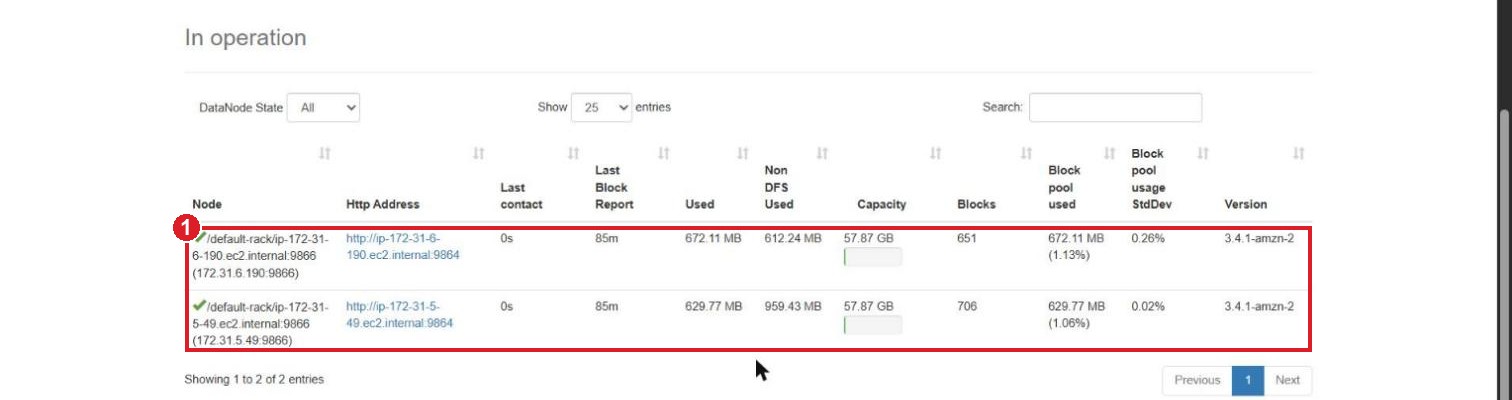 In operation
DataNode State All Show 25 entries Search:
Node Http Address Last contact Last Block Report Used Non DFS Used Capacity Blocks Block pool used Block pool usage StdDev Version
1
/default-rack/ip-172-31- http://ip-172-31-6- 0s 85m 672.11 MB 612.24 MB 57.87 GB 651 672.11 MB 0.26% 3.4.1-amzn-2
6-190.ec2.internal:9866 190.ec2.internal:9864 (1.13%)
(172.31.6.190:9866)
/default-rack/ip-172-31- http://ip-172-31-5- 0s 85m 629.77 MB 959.43 MB 57.87 GB 706 629.77 MB 0.02% 3.4.1-amzn-2
5-49.ec2.internal:9866 49.ec2.internal:9864 (1.06%)
(172.31.5.49:9866)
Showing 1 to 2 of 2 entries Previous 1 Next